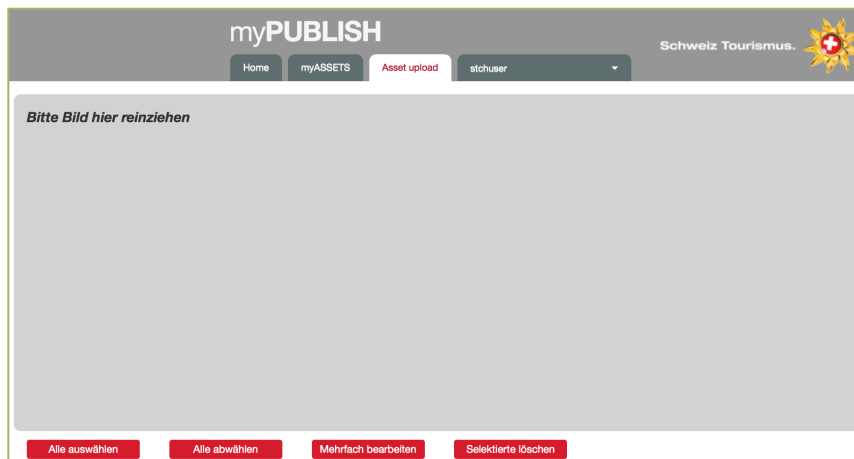 myPUBLISH
Schweiz Tourismus.
Home myASSETS Asset upload stchuser
Bitte Bild hier reinziehen
Alle auswählen Alle abwählen Mehrfach bearbeiten Selektierte löschen